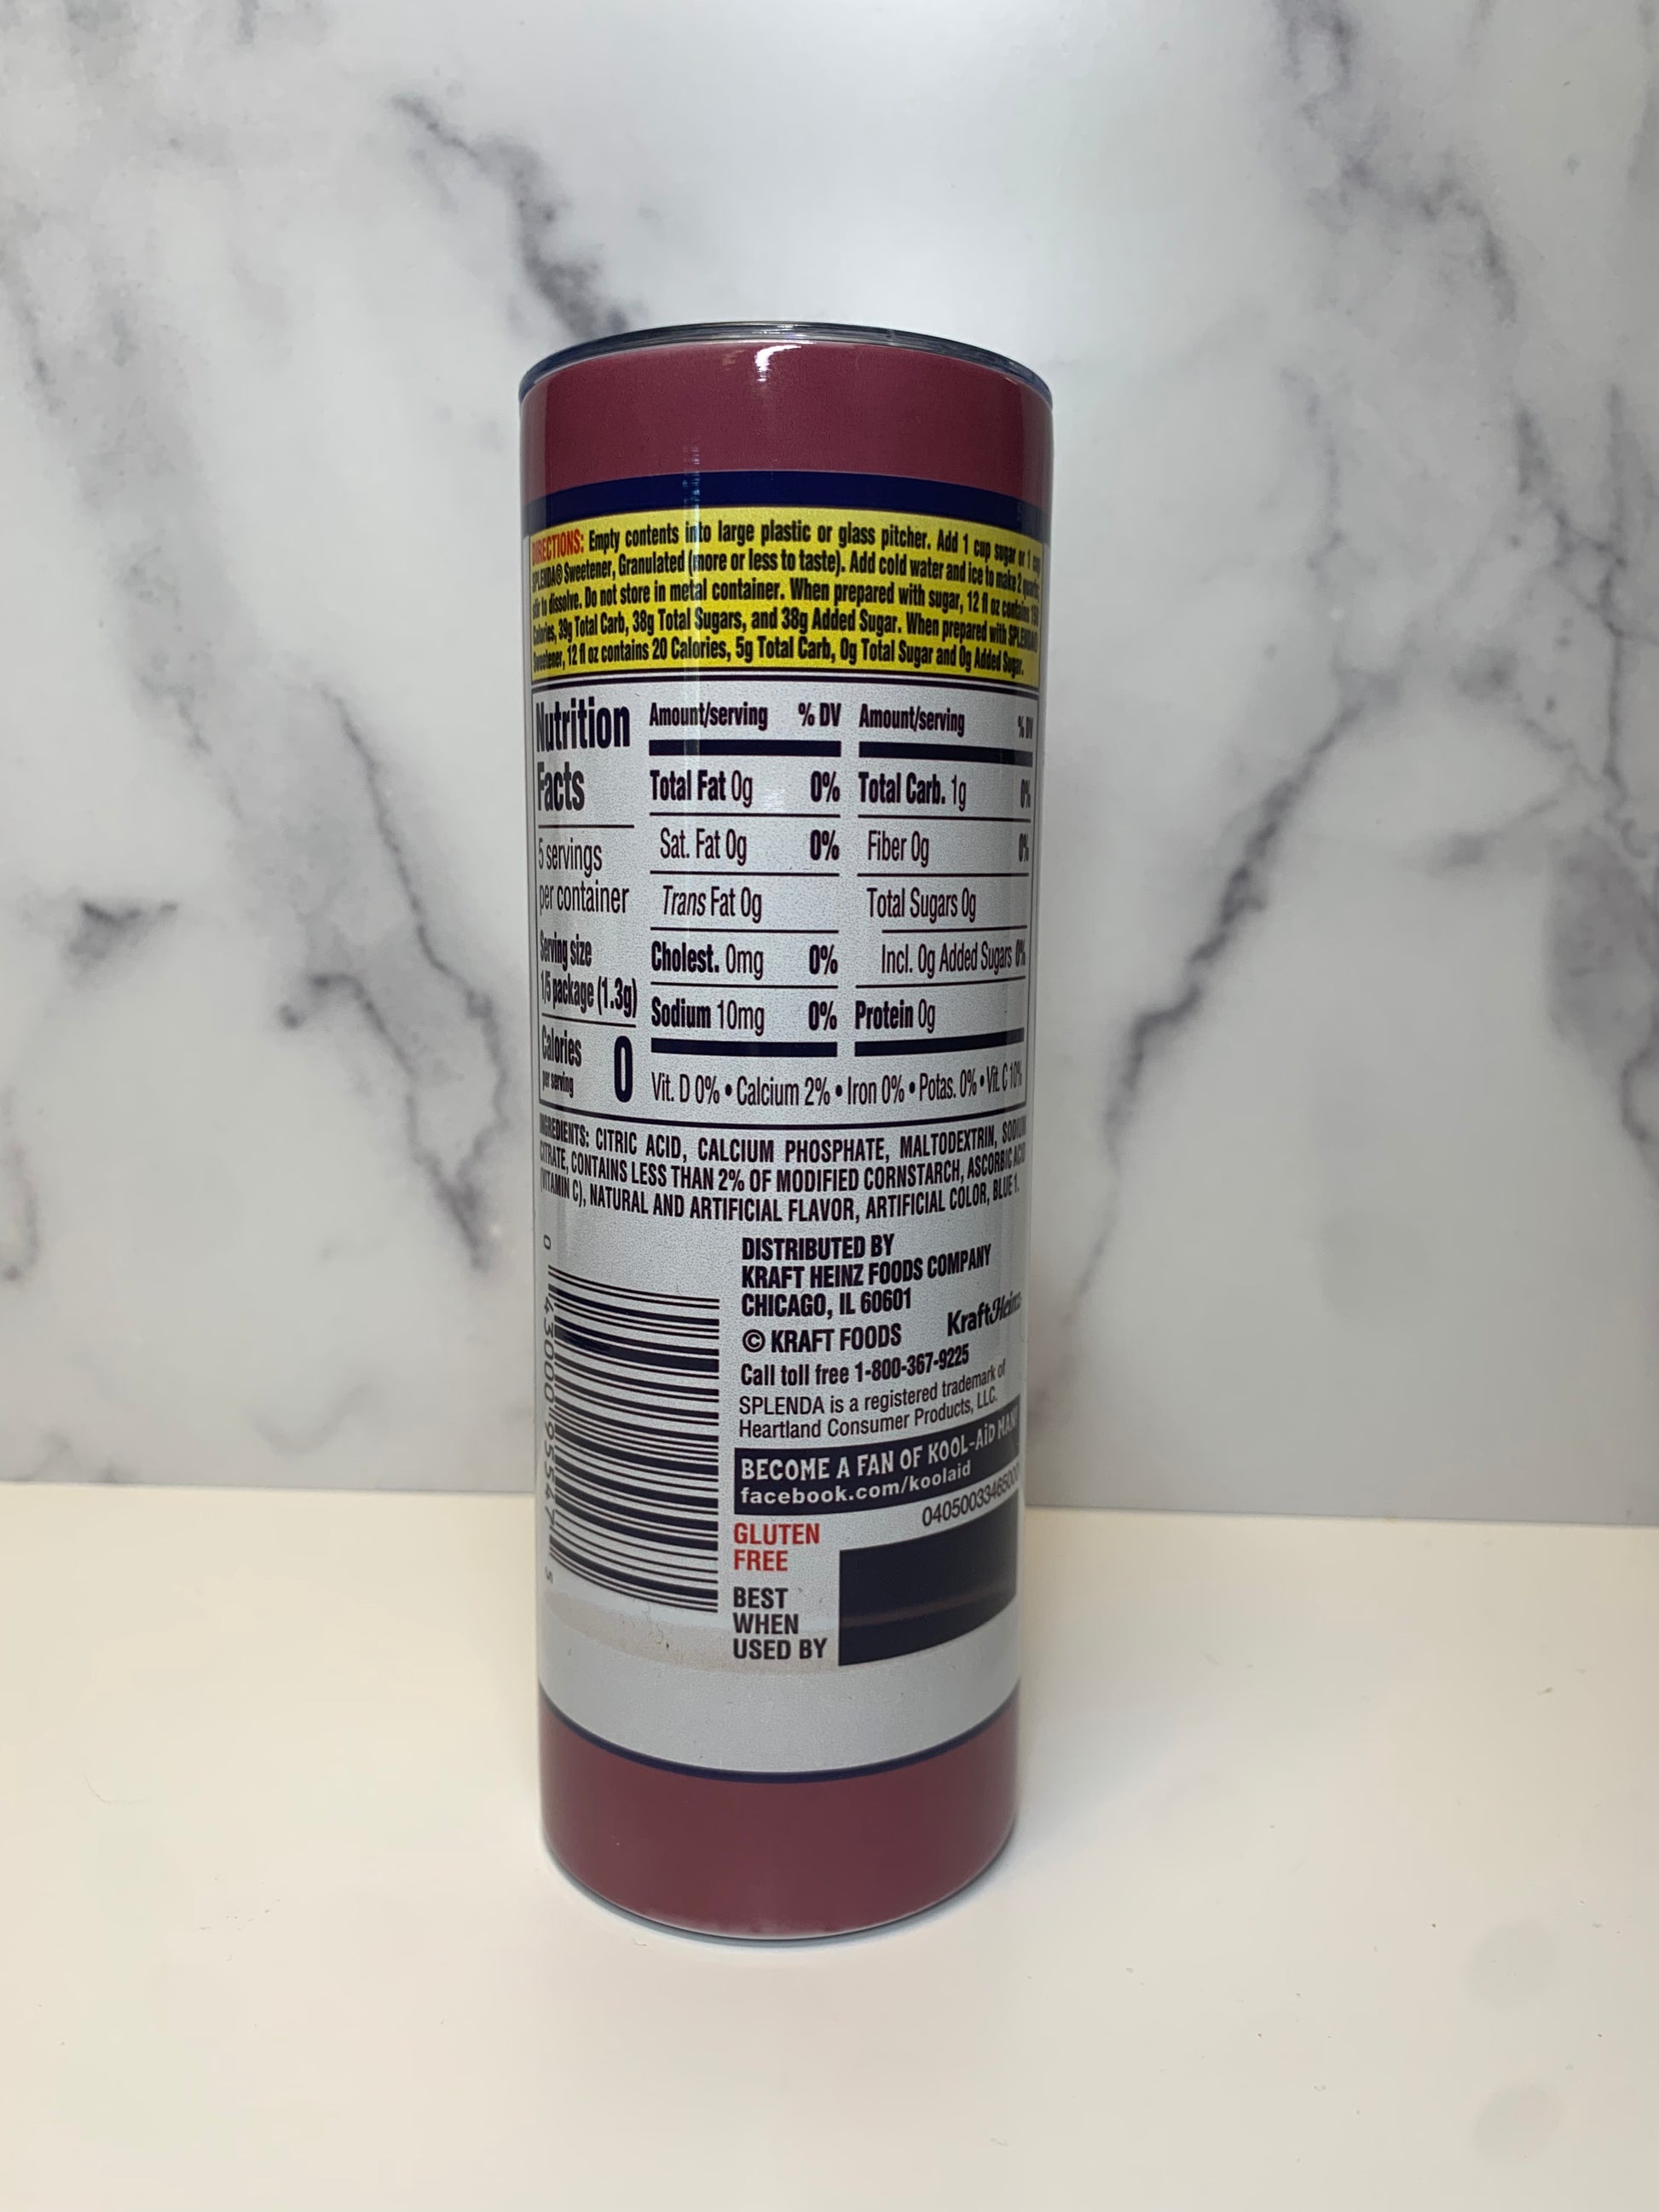 DIRECTIONS: Empty contents into large plastic or glass pitcher. Add 1 cup sugar or 1 cup
SPLENDA® Sweetener, Granulated (more or less to taste). Add cold water and ice to make 2 quarts;
stir to dissolve. Do not store in metal container. When prepared with sugar, 12 fl oz contains
Calories, 39g Total Carb, 38g Total Sugars, and 38g Added Sugar. When prepared with SPLENDA®
Sweetener, 12 fl oz contains 20 Calories, 5g Total Carb, 0g Total Sugar and 0g Added Sugar.
Nutrition
Facts
5 servings
per container
Serving size
1/5 package (1.3g)
Calories
per serving
0
Amount/serving % DV
Total Fat 0g 0%
Sat. Fat 0g 0%
Trans Fat 0g
Cholest. 0mg 0%
Sodium 10mg 0%
Amount/serving % DV
Total Carb. 1g 0%
Fiber 0g 0%
Total Sugars 0g
Incl. 0g Added Sugars 0%
Protein 0g
Vit. D 0% • Calcium 2% • Iron 0% • Potas. 0% • Vit. C 10%
INGREDIENTS: CITRIC ACID, CALCIUM PHOSPHATE, MALTODEXTRIN, SODIUM
CITRATE, CONTAINS LESS THAN 2% OF MODIFIED CORNSTARCH, ASCORBIC ACID
(VITAMIN C), NATURAL AND ARTIFICIAL FLAVOR, ARTIFICIAL COLOR, BLUE 1.
0 43000 95547 5
DISTRIBUTED BY
KRAFT HEINZ FOODS COMPANY
CHICAGO, IL 60601
© KRAFT FOODS
KraftHeinz
Call toll free 1-800-367-9225
SPLENDA is a registered trademark of
Heartland Consumer Products, LLC.
BECOME A FAN OF KOOL-AID MAN!
facebook.com/koolaid
04050033465000
GLUTEN
FREE
BEST
WHEN
USED BY